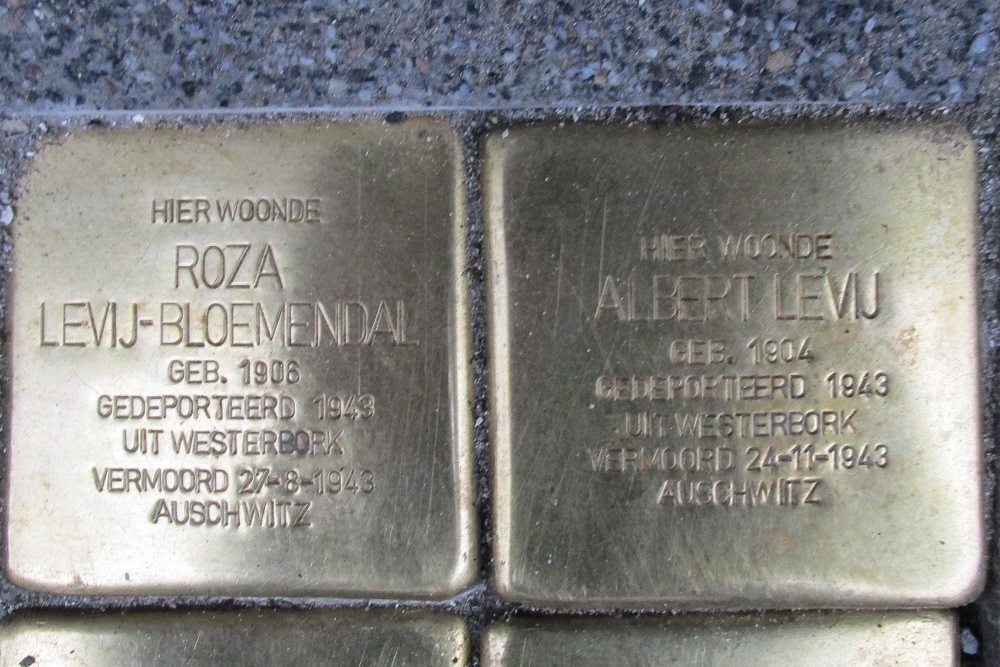 HIER WOONDE
ROZA
LEVIJ-BLOEMENDAL
GEB. 1906
GEDEPORTEERD 1943
UIT WESTERBORK
VERMOORD 27-8-1943
AUSCHWITZ
HIER WOONDE
ALBERT LEVIJ
GEB. 1904
GEDEPORTEERD 1943
UIT WESTERBORK
VERMOORD 24-11-1943
AUSCHWITZ